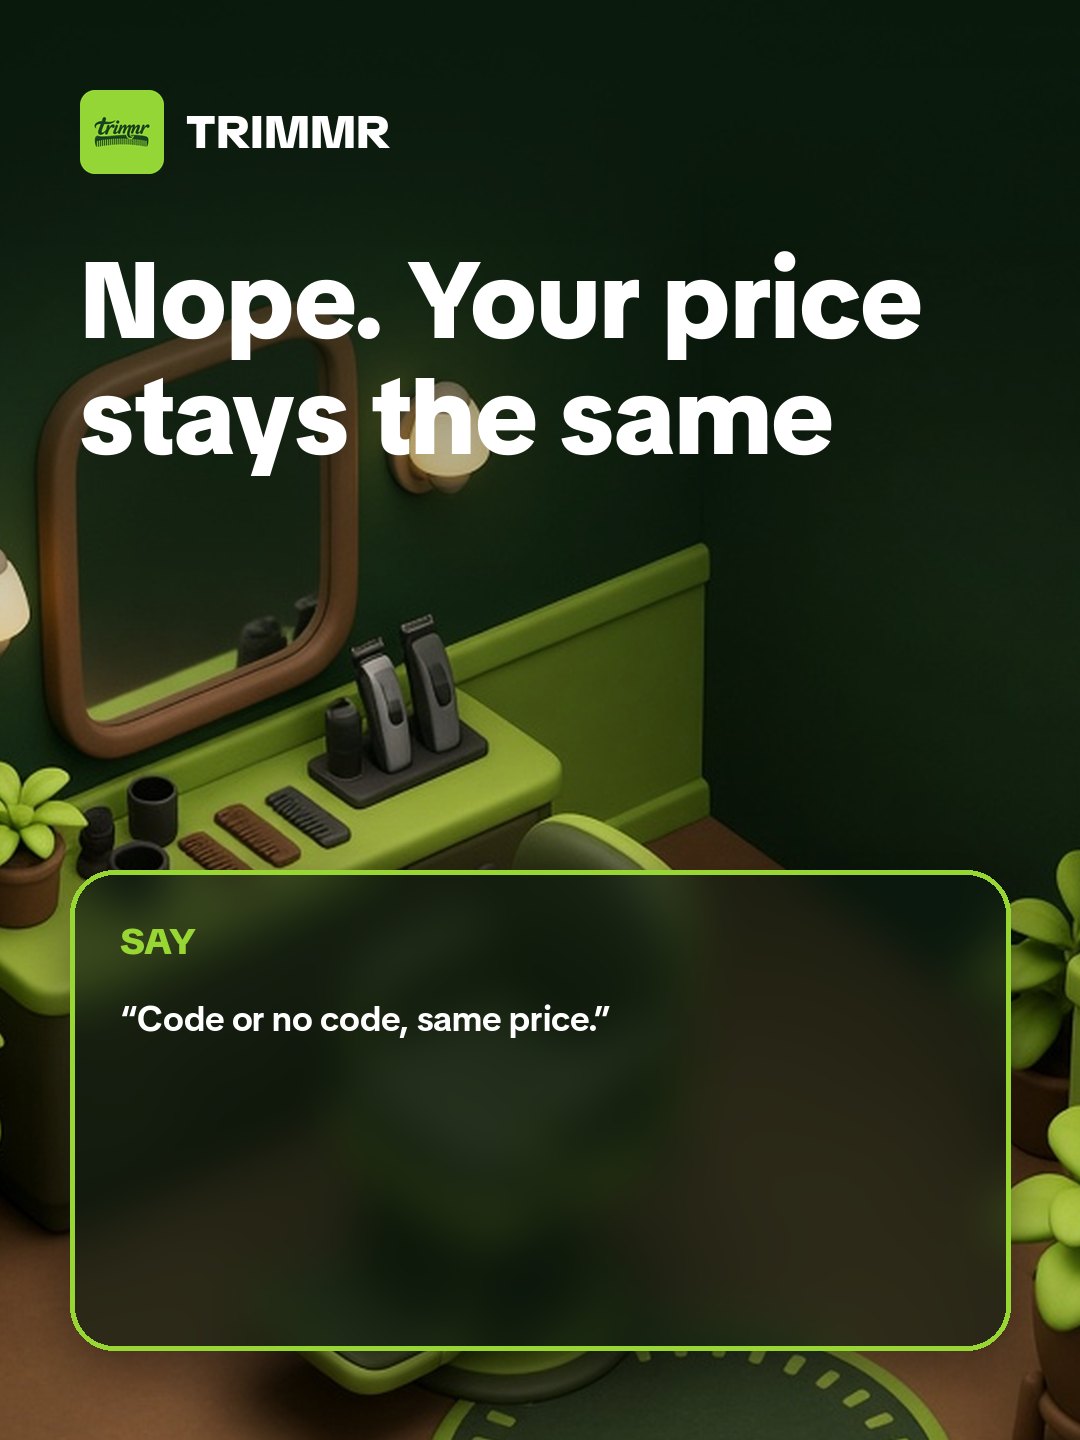 trimmr
TRIMMR
Nope. Your price
stays the same
SAY
“Code or no code, same price.”